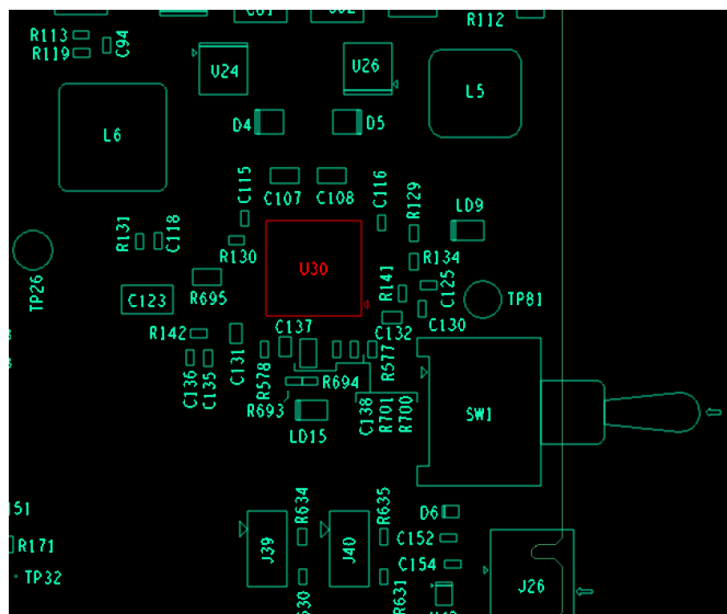 R112
R113
C94
R119
U24
U26
L5
L6
D4
D5
C115
C107
C108
C116
R129
LD9
R131
C118
R130
U30
R134
TP26
C123
R695
R141
C125
TP81
C130
C132
R142
C137
C131
R578
R577
C136
C135
R694
R693
LD15
C138
R701
R700
SW1
R634
R635
D6
R171
J39
J40
C152
C154
TP32
R631
J26